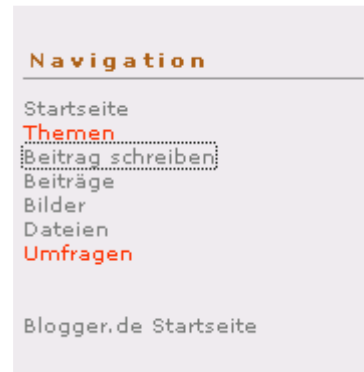 Navigation
Startseite
Themen
Beitrag schreiben
Beiträge
Bilder
Dateien
Umfragen
Blogger.de Startseite